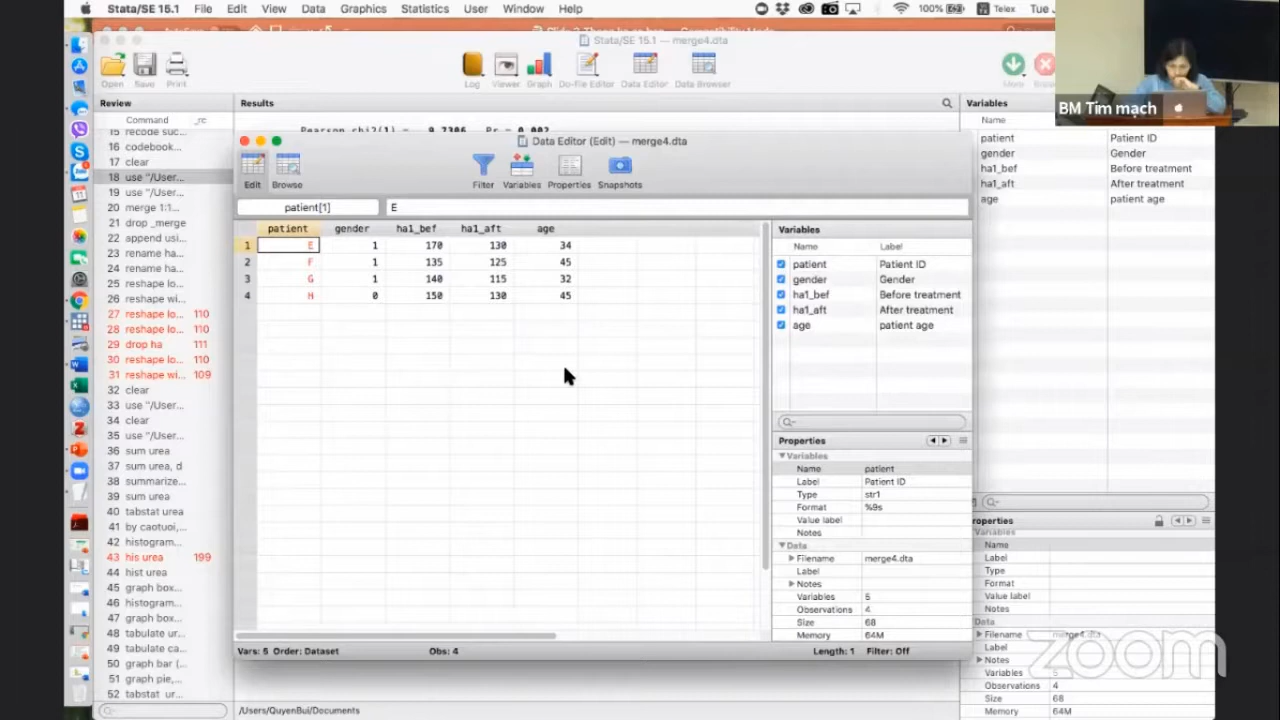 Stata/SE 15.1 File Edit View Data Graphics Statistics User Window Help 100% Telex Tue
Stata/SE 15.1 — merge4.dta
Open Save Print Log Viewer Graph Do-file Editor Data Editor Data Browser More
BM Tim mạch
Review
Command _rc
15 recode suc...
16 codebook...
17 clear
18 use "/User...
19 use "/User...
20 merge 1:1...
21 drop _merge
22 append usi...
23 rename ha...
24 rename ha...
25 reshape lo...
26 reshape wi...
27 reshape lo... 110
28 reshape lo... 110
29 drop ha 111
30 reshape lo... 110
31 reshape wi... 109
32 clear
33 use "/User...
34 clear
35 use "/User...
36 sum urea
37 sum urea, d
38 summarize...
39 sum urea
40 tabstat urea
41 by caotuoi,...
42 histogram...
43 his urea 199
44 hist urea
45 graph box...
46 histogram...
47 graph box...
48 tabulate ur...
49 tabulate ca...
50 graph bar (...
51 graph pie,...
52 tabstat ur...
Results
Pearson chi2(1) = 9.7306 Pr = 0.002
Data Editor (Edit) — merge4.dta
Edit Browse Filter Variables Properties Snapshots
patient[1] E
patient gender ha1_bef ha1_aft age
1 E 1 170 130 34
2 F 1 135 125 45
3 G 1 140 115 32
4 H 0 150 130 45
Vars: 5 Order: Dataset Obs: 4 Length: 1 Filter: Off
Variables
Name Label
patient Patient ID
gender Gender
ha1_bef Before treatment
ha1_aft After treatment
age patient age
Properties
Variables
Name patient
Label Patient ID
Type str1
Format %9s
Value label
Notes
Data
Filename merge4.dta
Label
Notes
Variables 5
Observations 4
Size 68
Memory 64M
/Users/QuyenBui/Documents
Variables
Name
patient Patient ID
gender Gender
ha1_bef Before treatment
ha1_aft After treatment
age patient age
roperties
Variables
Name
Label
Type
Format
Value label
Notes
Data
Filename merge4.dta
Label
Notes
Variables 5
Observations 4
Size 68
Memory 64M
zoom